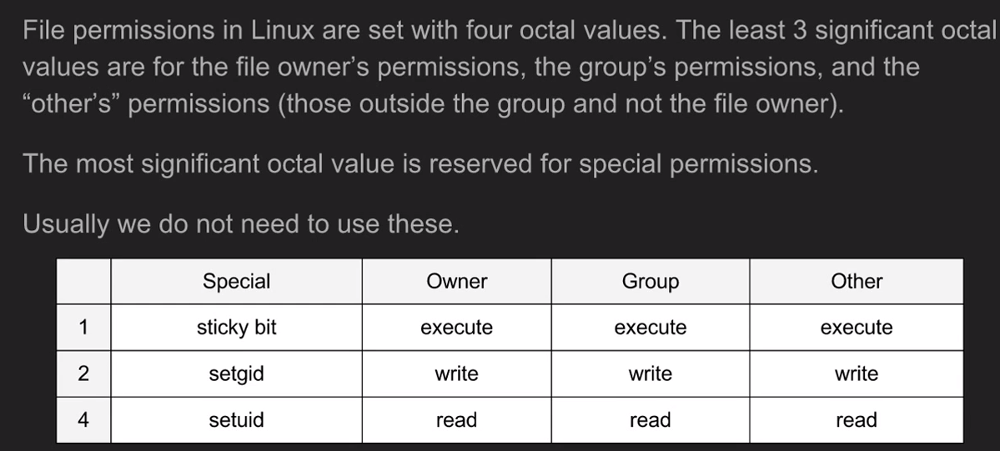 File permissions in Linux are set with four octal values. The least 3 significant octal
values are for the file owner’s permissions, the group’s permissions, and the
“other’s” permissions (those outside the group and not the file owner).
The most significant octal value is reserved for special permissions.
Usually we do not need to use these.
Special Owner Group Other
1 sticky bit execute execute execute
2 setgid write write write
4 setuid read read read